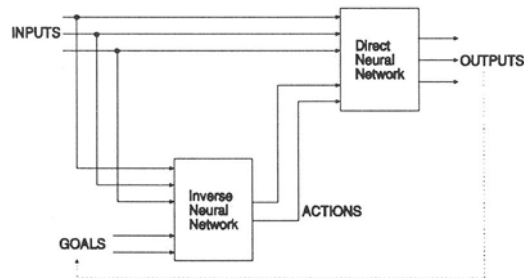 INPUTS
Direct
Neural
Network
OUTPUTS
Inverse
Neural
Network
ACTIONS
GOALS